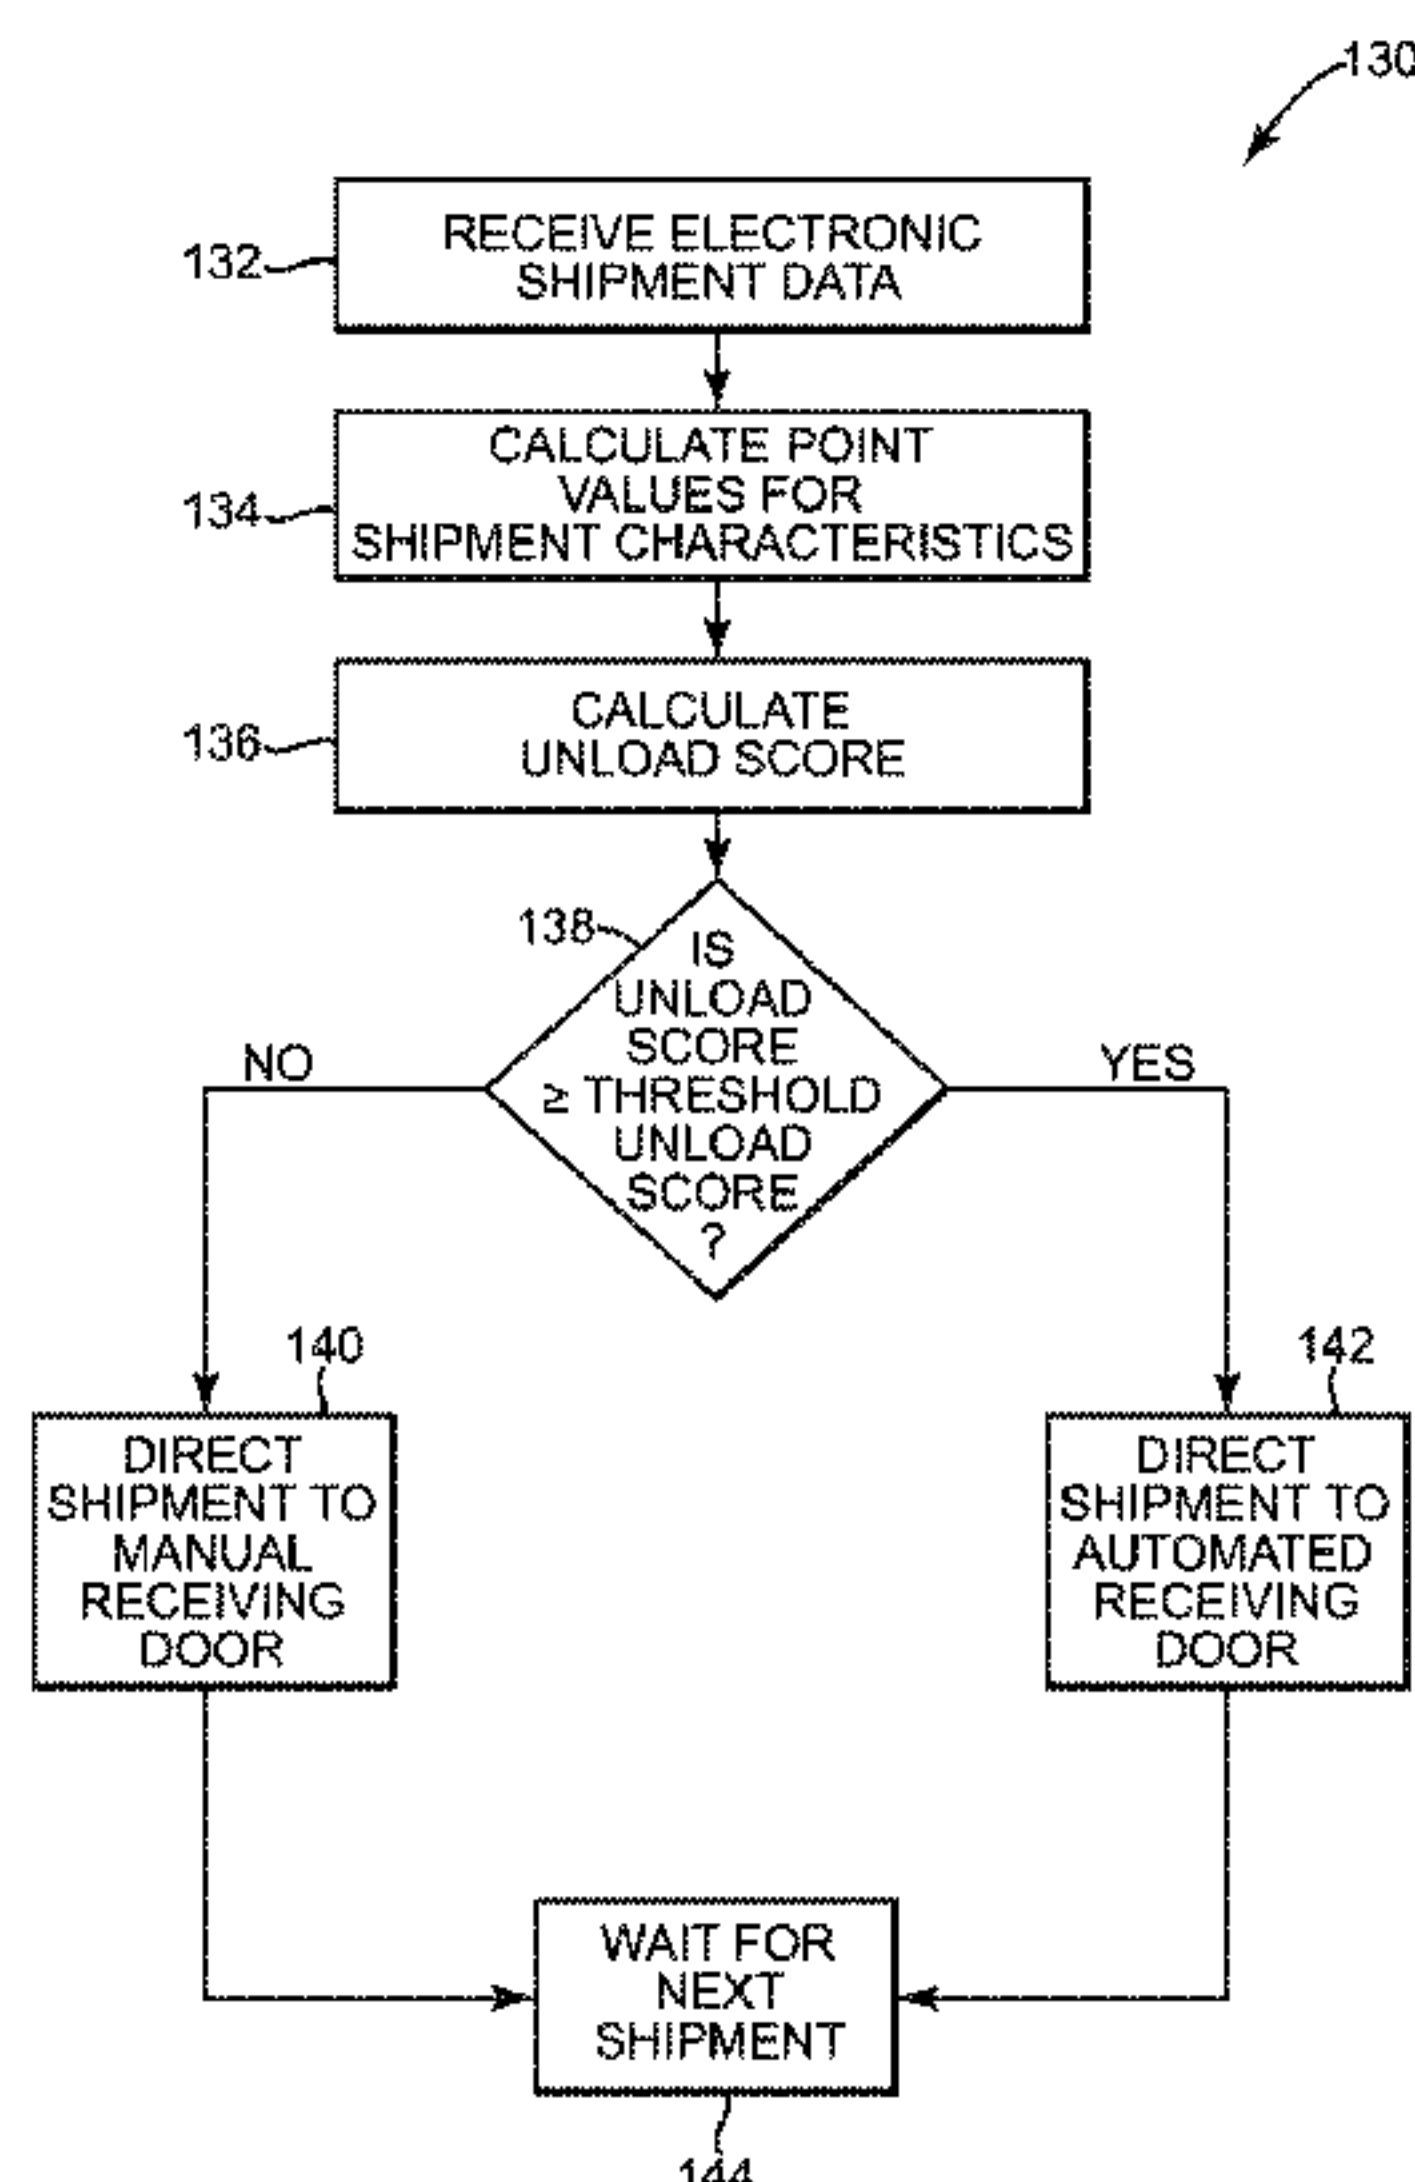 130
132
RECEIVE ELECTRONIC
SHIPMENT DATA
134
CALCULATE POINT
VALUES FOR
SHIPMENT CHARACTERISTICS
136
CALCULATE
UNLOAD SCORE
138
IS
UNLOAD
SCORE
≥ THRESHOLD
UNLOAD
SCORE
?
NO
YES
140
DIRECT
SHIPMENT TO
MANUAL
RECEIVING
DOOR
142
DIRECT
SHIPMENT TO
AUTOMATED
RECEIVING
DOOR
WAIT FOR
NEXT
SHIPMENT
144